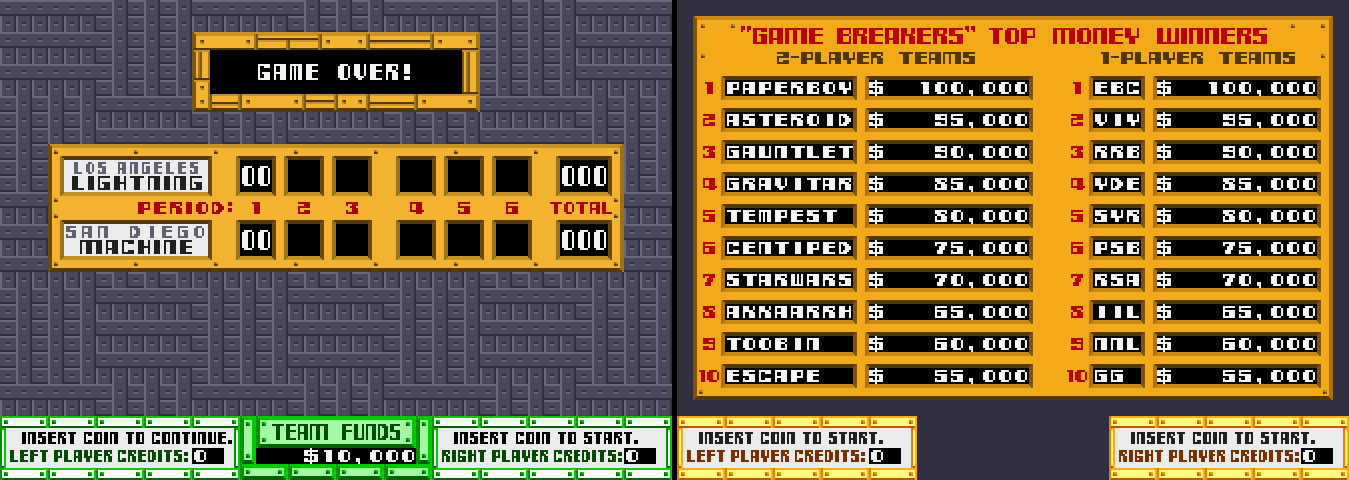 GAME OVER!
LOS ANGELES
LIGHTNING 00 000
PERIOD: 1 2 3 4 5 6 TOTAL
SAN DIEGO
MACHINE 00 000
INSERT COIN TO CONTINUE.
LEFT PLAYER CREDITS: 0
TEAM FUNDS
$10,000
INSERT COIN TO START.
RIGHT PLAYER CREDITS: 0
"GAME BREAKERS" TOP MONEY WINNERS
2-PLAYER TEAMS 1-PLAYER TEAMS
1 PAPERBOY $ 100,000 1 EBC $ 100,000
2 ASTEROID $ 95,000 2 VIV $ 95,000
3 GAUNTLET $ 90,000 3 RRB $ 90,000
4 GRAVITAR $ 85,000 4 YDE $ 85,000
5 TEMPEST $ 80,000 5 SYR $ 80,000
6 CENTIPED $ 75,000 6 PSB $ 75,000
7 STARWARS $ 70,000 7 RSA $ 70,000
8 $ 65,000 8 IIL $ 65,000
9 TOOBIN $ 60,000 9 $ 60,000
10 ESCAPE $ 55,000 10 GG $ 55,000
INSERT COIN TO START.
LEFT PLAYER CREDITS: 0
INSERT COIN TO START.
RIGHT PLAYER CREDITS: 0